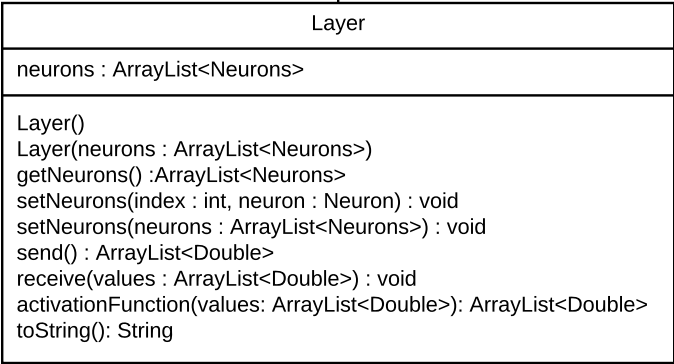 Layer
neurons : ArrayList<Neurons>
Layer()
Layer(neurons : ArrayList<Neurons>)
getNeurons() :ArrayList<Neurons>
setNeurons(index : int, neuron : Neuron) : void
setNeurons(neurons : ArrayList<Neurons>) : void
send() : ArrayList<Double>
receive(values : ArrayList<Double>) : void
activationFunction(values: ArrayList<Double>): ArrayList<Double>
toString(): String